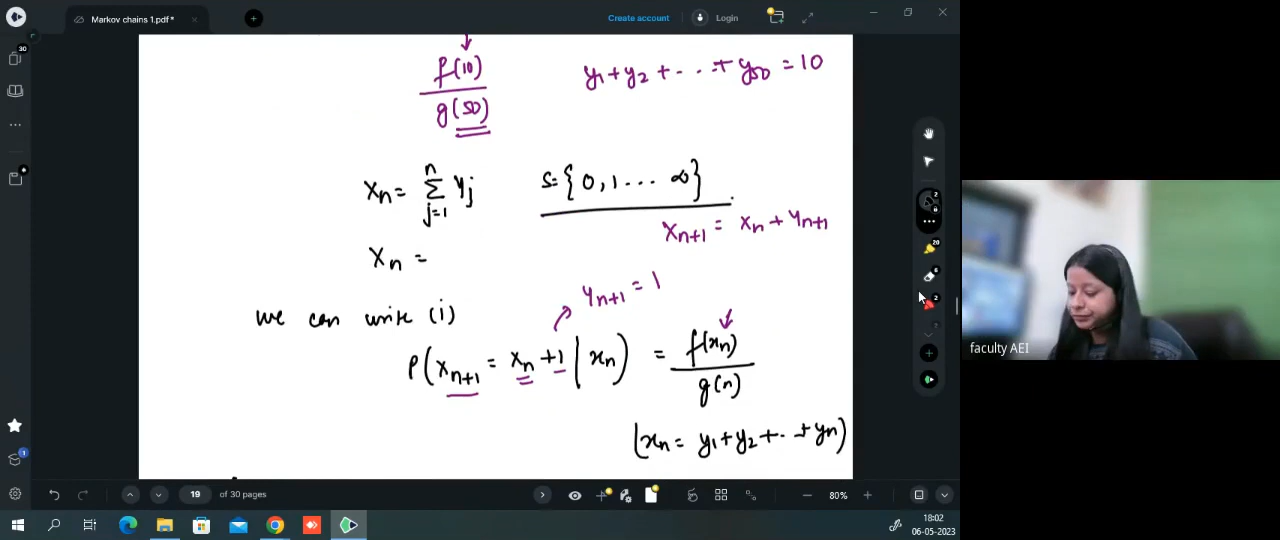 Markov chains 1.pdf*
Create account
Login
30
f(10)
g(50)
y1 + y2 + ... + y50 = 10
Xn = Σ_{j=1}^{n} Yj
S = { 0, 1 ... ∞ }
Xn+1 = Xn + Yn+1
Xn =
Yn+1 = 1
we can write (i)
P( Xn+1 = Xn + 1 | xn ) = f(xn) / g(n)
(xn = y1 + y2 + .. + yn)
faculty AEI
19 of 30 pages
80%
18:02
06-05-2023